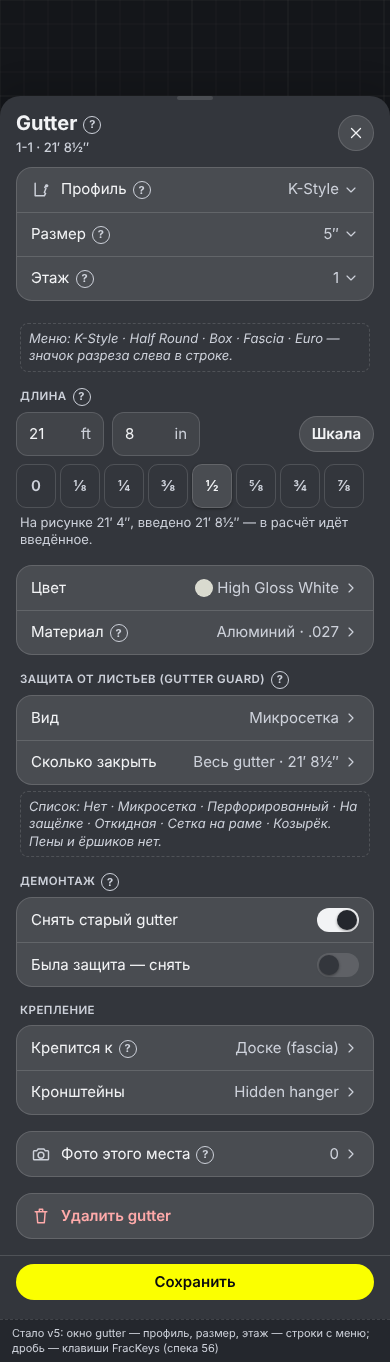 Gutter ?
1-1 · 21′ 8½″
Профиль ? K-Style
Размер ? 5″
Этаж ? 1
Меню: K-Style · Half Round · Box · Fascia · Euro —
значок разреза слева в строке.
ДЛИНА ?
21 ft 8 in Шкала
0 ⅛ ¼ ⅜ ½ ⅝ ¾ ⅞
На рисунке 21′ 4″, введено 21′ 8½″ — в расчёт идёт
введённое.
Цвет High Gloss White
Материал ? Алюминий · .027
ЗАЩИТА ОТ ЛИСТЬЕВ (GUTTER GUARD) ?
Вид Микросетка
Сколько закрыть Весь gutter · 21′ 8½″
Список: Нет · Микросетка · Перфорированный · На
защёлке · Откидная · Сетка на раме · Козырёк.
Пены и ёршиков нет.
ДЕМОНТАЖ ?
Снять старый gutter
Была защита — снять
КРЕПЛЕНИЕ
Крепится к ? Доске (fascia)
Кронштейны Hidden hanger
Фото этого места ? 0
Удалить gutter
Сохранить
Стало v5: окно gutter — профиль, размер, этаж — строки с меню;
дробь — клавиши FracKeys (спека 56)